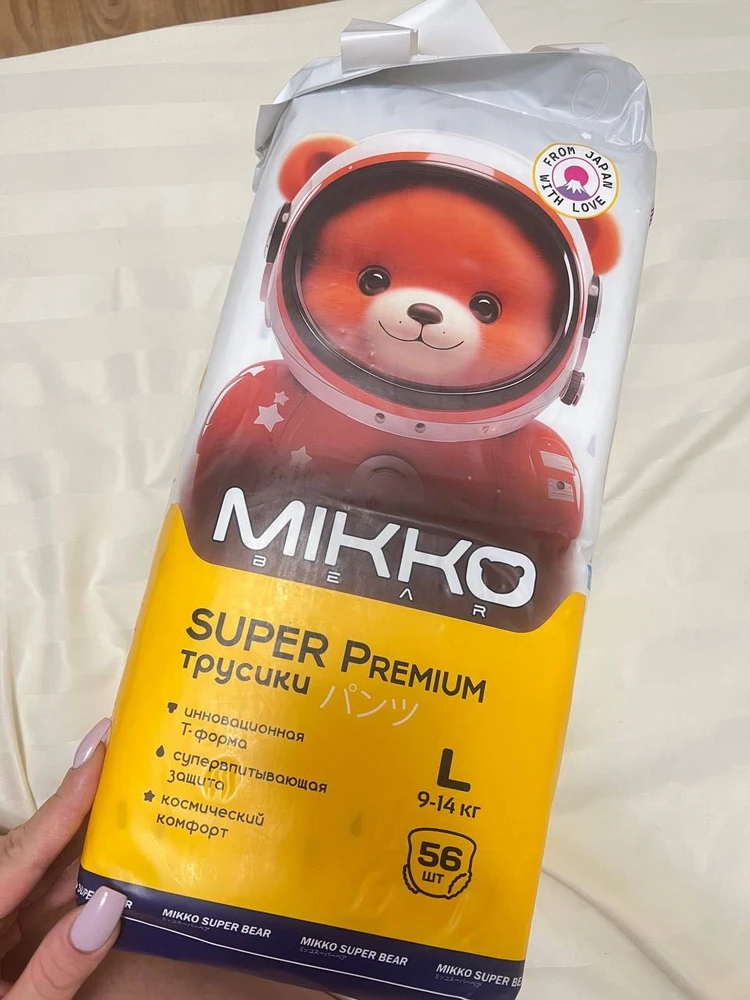 FROM JAPAN
WITH LOVE
MIKKO
BEAR
SUPER PREMIUM
трусики パンツ
инновационная
Т-форма
супервпитывающая
защита
космический
комфорт
L
9-14 кг
56
шт
MIKKO SUPER BEAR
MIKKO SUPER BEAR
MIKKO SUPER BE